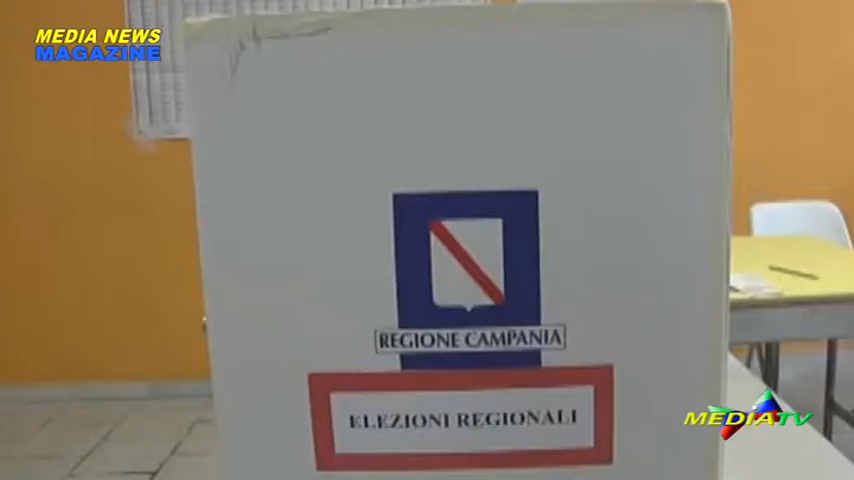 MEDIA NEWS
MAGAZINE
REGIONE CAMPANIA
ELEZIONI REGIONALI
MEDIATV